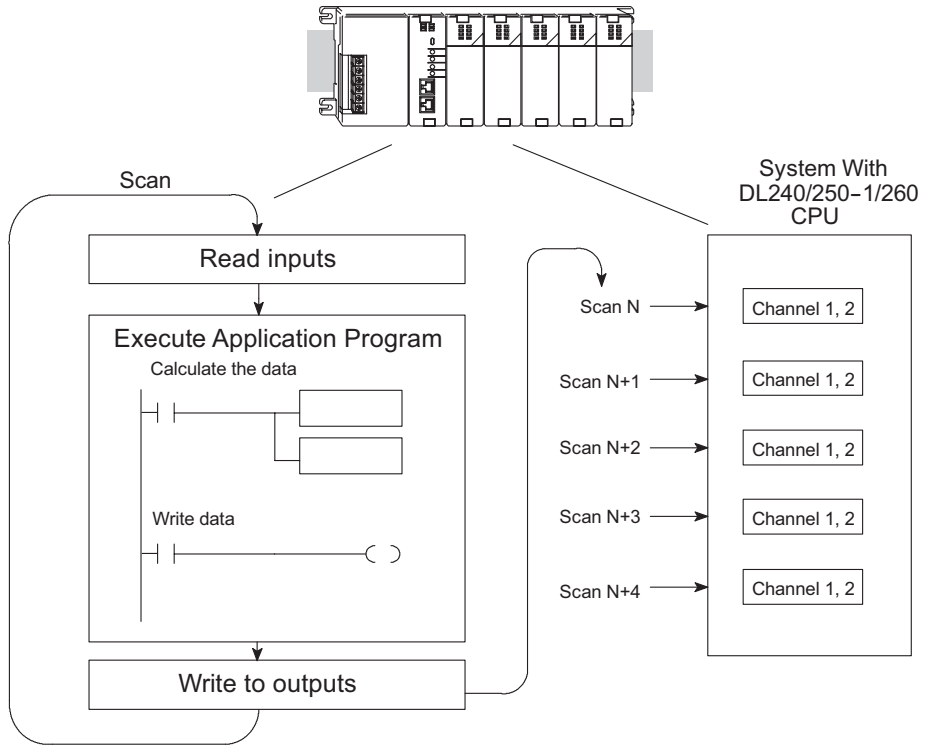 Scan
Read inputs
Execute Application Program
Calculate the data
Write data
Write to outputs
System With
DL240/250-1/260
CPU
Scan N
Channel 1, 2
Scan N+1
Channel 1, 2
Scan N+2
Channel 1, 2
Scan N+3
Channel 1, 2
Scan N+4
Channel 1, 2